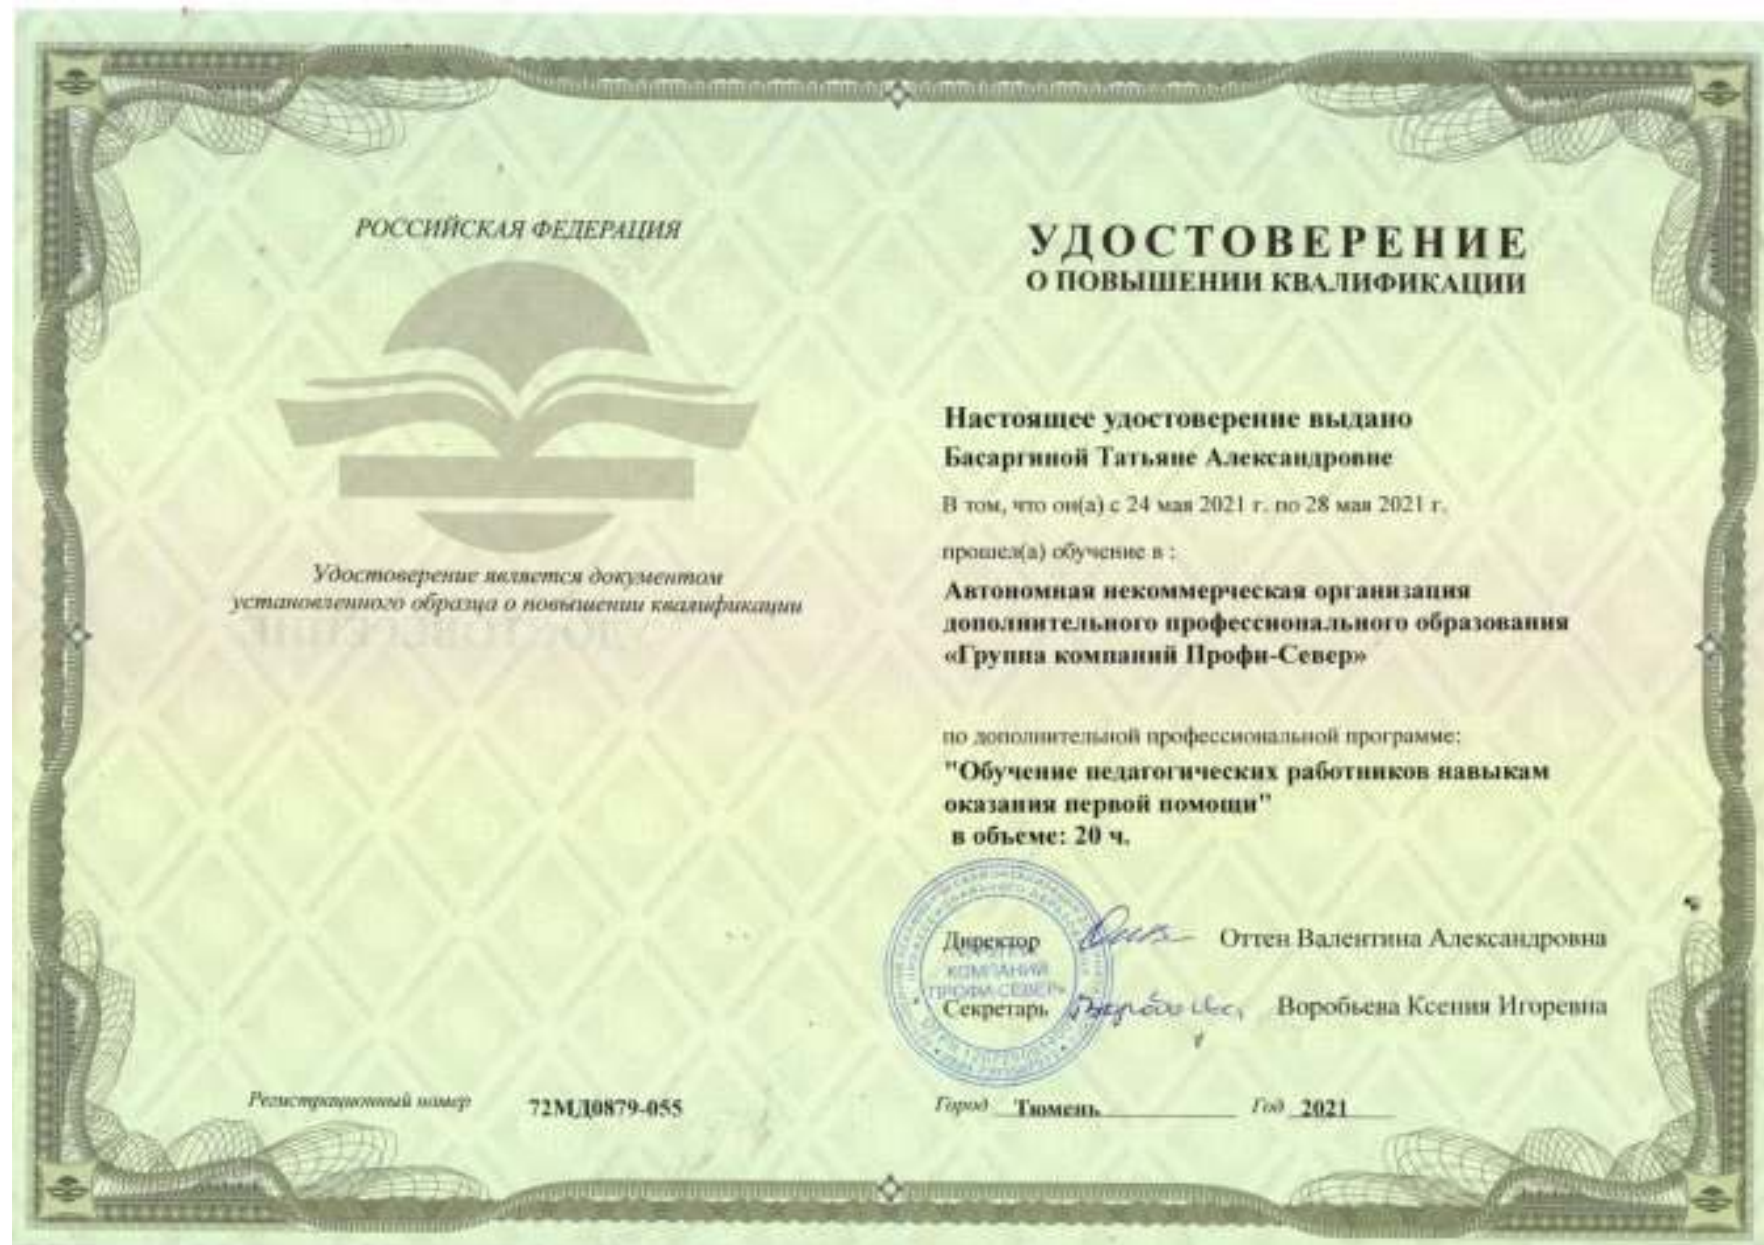 РОССИЙСКАЯ ФЕДЕРАЦИЯ
Удостоверение является документом
установленного образца о повышении квалификации
Регистрационный номер 72МД0879-055
УДОСТОВЕРЕНИЕ
О ПОВЫШЕНИИ КВАЛИФИКАЦИИ
Настоящее удостоверение выдано
Басаргиной Татьяне Александровне
В том, что он(а) с 24 мая 2021 г. по 28 мая 2021 г.
прошел(а) обучение в :
Автономная некоммерческая организация
дополнительного профессионального образования
«Группа компаний Профи-Север»
по дополнительной профессиональной программе:
"Обучение педагогических работников навыкам
оказания первой помощи"
в объеме: 20 ч.
Директор Оттен Валентина Александровна
КОМПАНИЙ
ПРОФИ-СЕВЕР»
Секретарь Воробьева Ксения Игоревна
Город Тюмень Год 2021